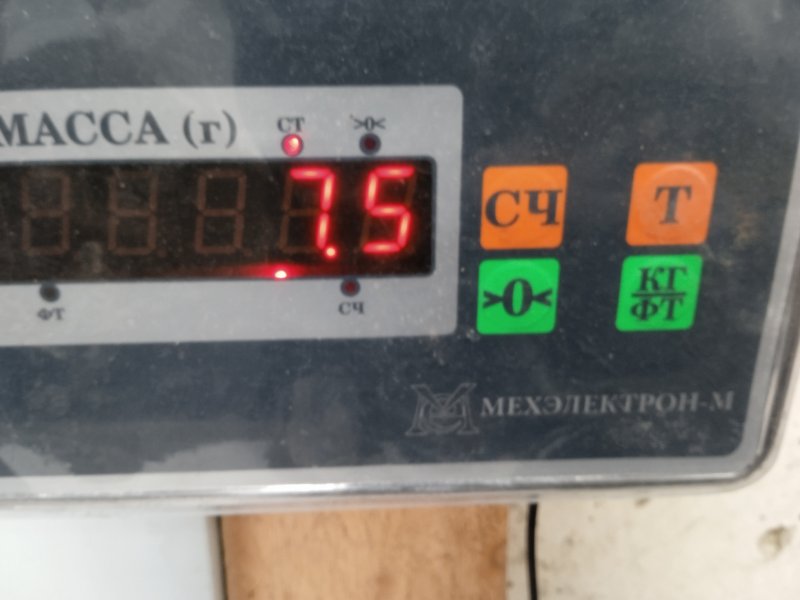 МАССА (г)
СТ
>0<
7.5
СЧ
Т
>0<
КГ
ФТ
ФТ
СЧ
МЕХЭЛЕКТРОН-М